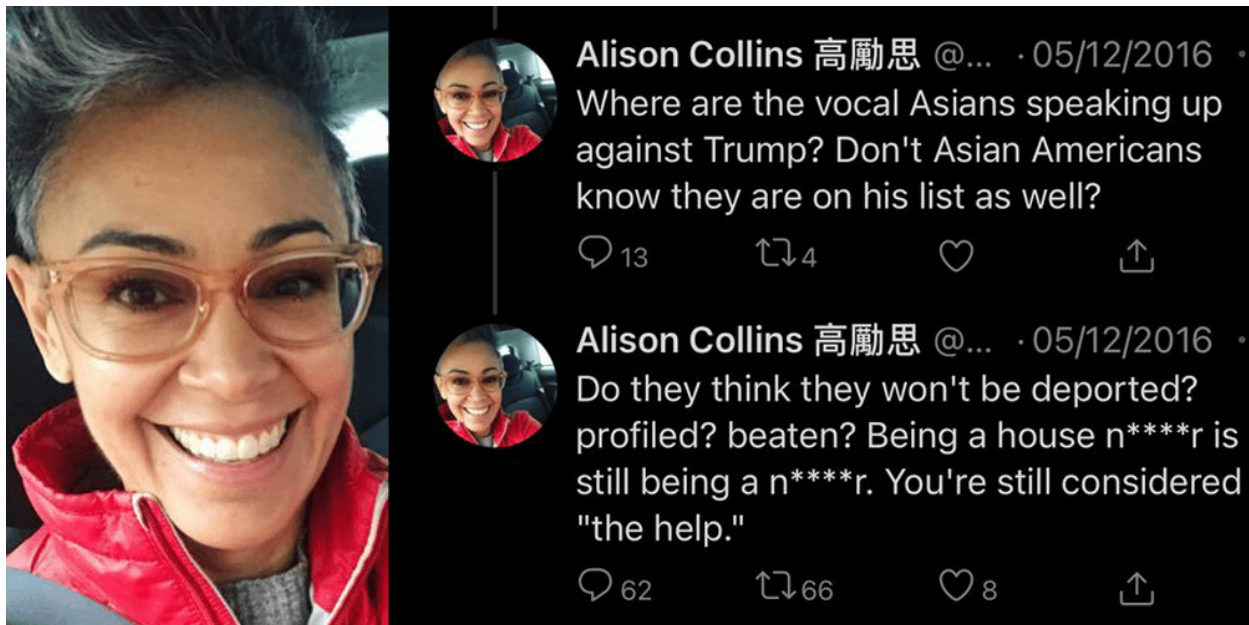 Alison Collins 高勵思 @... · 05/12/2016 ·
Where are the vocal Asians speaking up
against Trump? Don't Asian Americans
know they are on his list as well?
13 4
Alison Collins 高勵思 @... · 05/12/2016 ·
Do they think they won't be deported?
profiled? beaten? Being a house n****r is
still being a n****r. You're still considered
"the help."
62 66 8